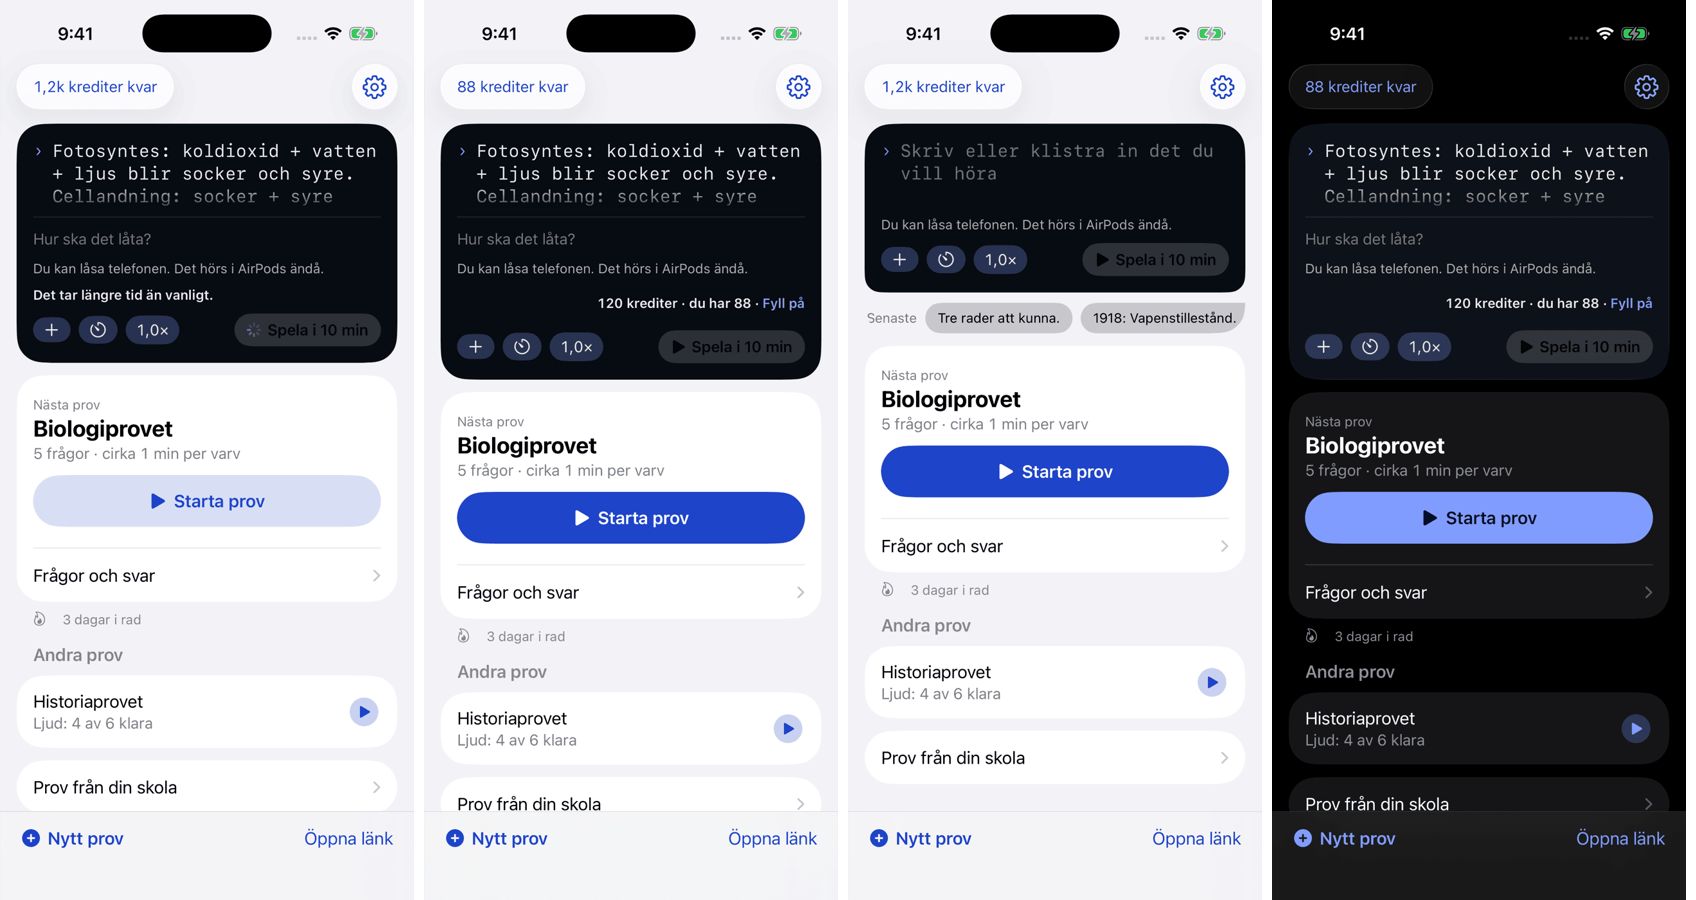 9:41
1,2k krediter kvar
› Fotosyntes: koldioxid + vatten
+ ljus blir socker och syre.
Cellandning: socker + syre
Hur ska det låta?
Du kan låsa telefonen. Det hörs i AirPods ändå.
Det tar längre tid än vanligt.
1,0×
Spela i 10 min
Nästa prov
Biologiprovet
5 frågor · cirka 1 min per varv
Starta prov
Frågor och svar
3 dagar i rad
Andra prov
Historiaprovet
Ljud: 4 av 6 klara
Prov från din skola
Nytt prov
Öppna länk
9:41
88 krediter kvar
› Fotosyntes: koldioxid + vatten
+ ljus blir socker och syre.
Cellandning: socker + syre
Hur ska det låta?
Du kan låsa telefonen. Det hörs i AirPods ändå.
120 krediter · du har 88 · Fyll på
1,0×
Spela i 10 min
Nästa prov
Biologiprovet
5 frågor · cirka 1 min per varv
Starta prov
Frågor och svar
3 dagar i rad
Andra prov
Historiaprovet
Ljud: 4 av 6 klara
Prov från din skola
Nytt prov
Öppna länk
9:41
1,2k krediter kvar
› Skriv eller klistra in det du
vill höra
Du kan låsa telefonen. Det hörs i AirPods ändå.
1,0×
Spela i 10 min
Senaste
Tre rader att kunna.
1918: Vapenstillestånd.
Nästa prov
Biologiprovet
5 frågor · cirka 1 min per varv
Starta prov
Frågor och svar
3 dagar i rad
Andra prov
Historiaprovet
Ljud: 4 av 6 klara
Prov från din skola
Nytt prov
Öppna länk
9:41
88 krediter kvar
› Fotosyntes: koldioxid + vatten
+ ljus blir socker och syre.
Cellandning: socker + syre
Hur ska det låta?
Du kan låsa telefonen. Det hörs i AirPods ändå.
120 krediter · du har 88 · Fyll på
1,0×
Spela i 10 min
Nästa prov
Biologiprovet
5 frågor · cirka 1 min per varv
Starta prov
Frågor och svar
3 dagar i rad
Andra prov
Historiaprovet
Ljud: 4 av 6 klara
Prov från din skola
Nytt prov
Öppna länk